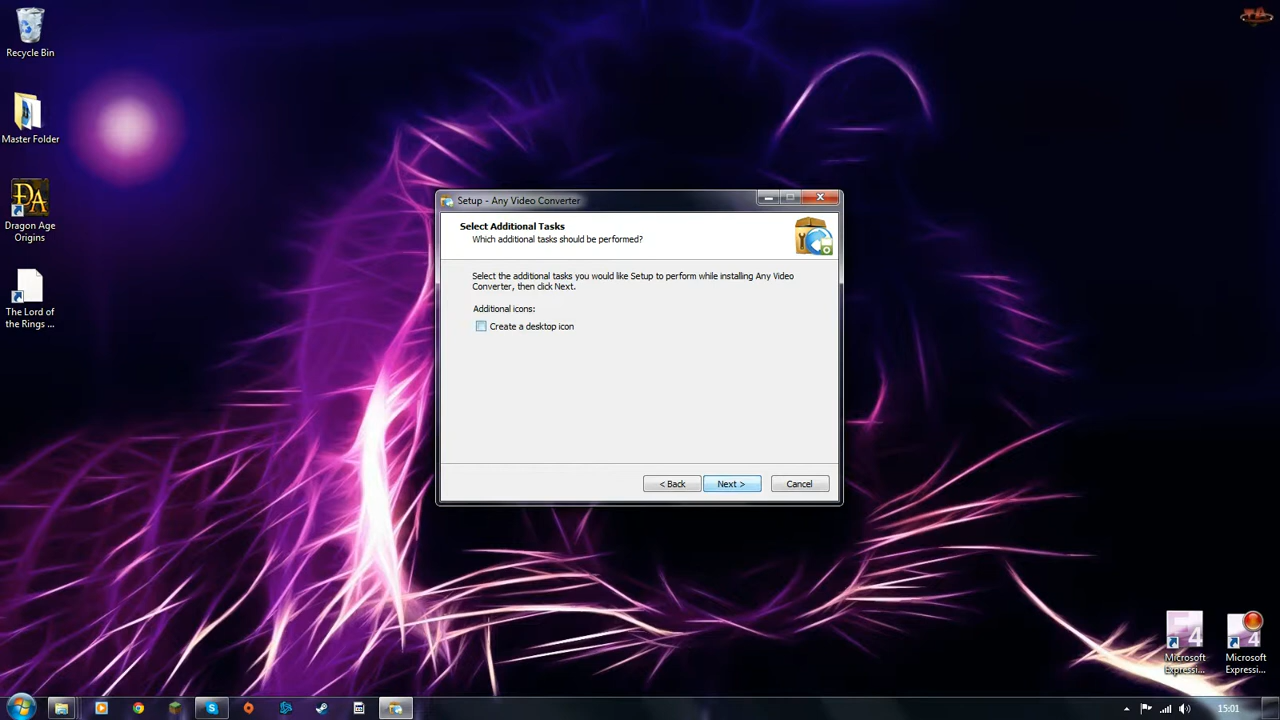 Recycle Bin
Master Folder
DA
Dragon Age
Origins
The Lord of
the Rings ...
Setup - Any Video Converter
Select Additional Tasks
Which additional tasks should be performed?
Select the additional tasks you would like Setup to perform while installing Any Video
Converter, then click Next.
Additional icons:
Create a desktop icon
< Back
Next >
Cancel
4
Microsoft
Expressi...
4
Microsoft
Expressi...
15:01